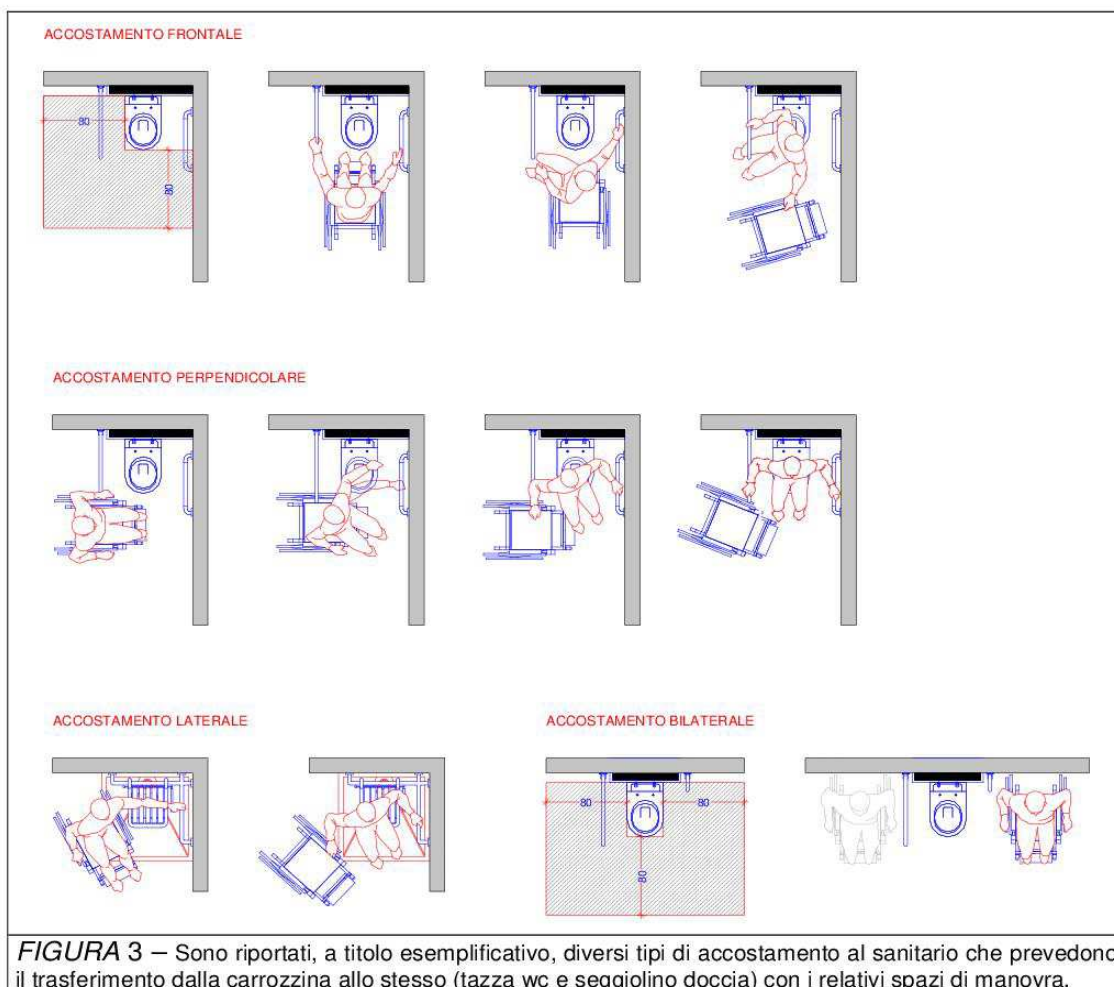 ACCOSTAMENTO FRONTALE
80
80
ACCOSTAMENTO PERPENDICOLARE
ACCOSTAMENTO LATERALE
ACCOSTAMENTO BILATERALE
80
80
80
FIGURA 3 – Sono riportati, a titolo esemplificativo, diversi tipi di accostamento al sanitario che prevedono
il trasferimento dalla carrozzina allo stesso (tazza wc e seggiolino doccia) con i relativi spazi di manovra.